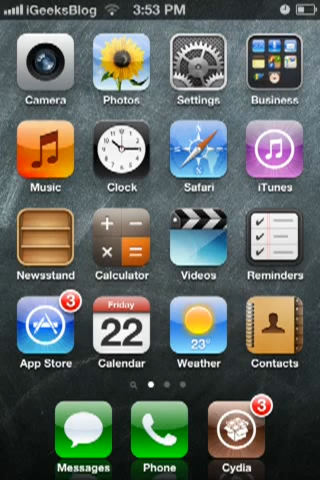 iGeeksBlog 3:53 PM
Camera Photos Settings Business
Music Clock Safari iTunes
Newsstand Calculator Videos Reminders
3
Friday
22
23°
App Store Calendar Weather Contacts
3
Messages Phone Cydia